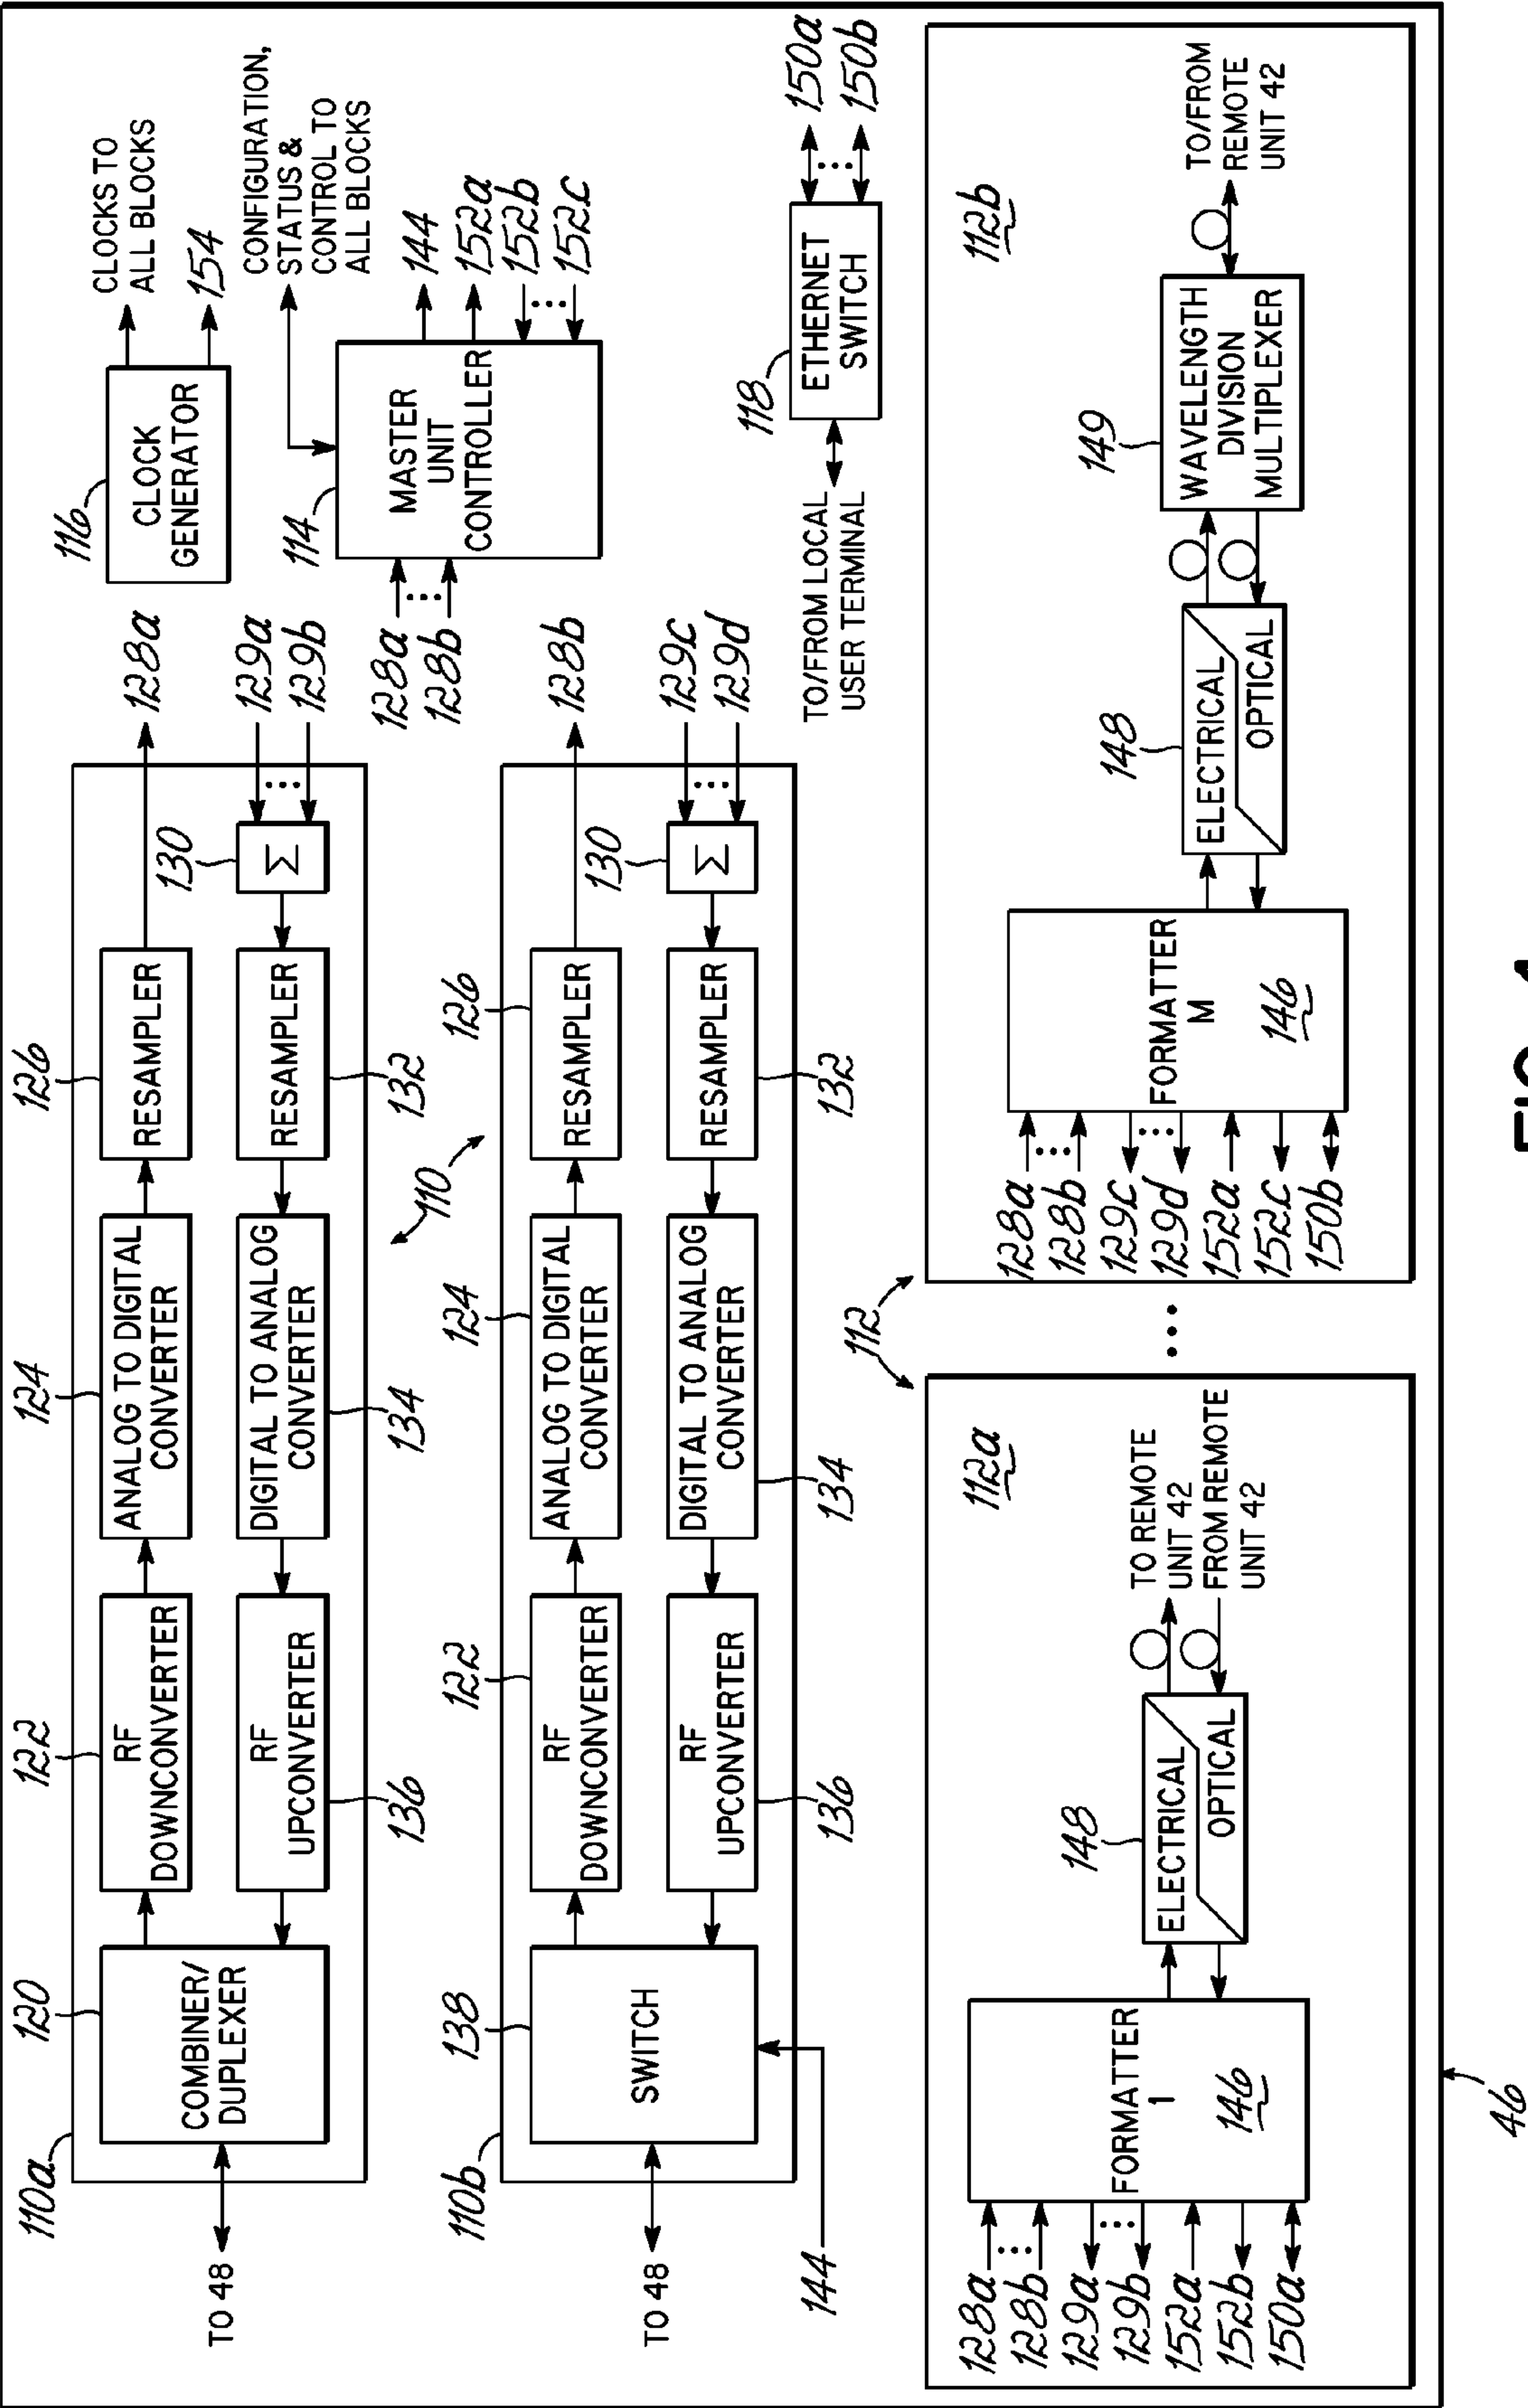 110a
120
122
124
126
TO 48
COMBINER/
DUPLEXER
RF
DOWNCONVERTER
ANALOG TO DIGITAL
CONVERTER
RESAMPLER
128a
RF
UPCONVERTER
DIGITAL TO ANALOG
CONVERTER
RESAMPLER
130
Σ
129a
129b
136
134
132
110
110b
138
122
124
126
TO 48
SWITCH
RF
DOWNCONVERTER
ANALOG TO DIGITAL
CONVERTER
RESAMPLER
128b
RF
UPCONVERTER
DIGITAL TO ANALOG
CONVERTER
RESAMPLER
130
Σ
129c
129d
144
136
134
132
116
CLOCK
GENERATOR
CLOCKS TO
ALL BLOCKS
154
CONFIGURATION,
STATUS &
CONTROL TO
ALL BLOCKS
114
128a
128b
MASTER
UNIT
CONTROLLER
144
152a
152b
152c
118
TO/FROM LOCAL
USER TERMINAL
ETHERNET
SWITCH
150a
150b
112
112a
128a
128b
129a
129b
152a
152b
150a
FORMATTER
1
146
148
ELECTRICAL
OPTICAL
TO REMOTE
UNIT 42
FROM REMOTE
UNIT 42
112b
128a
128b
129c
129d
152a
152c
150b
FORMATTER
M
146
148
ELECTRICAL
OPTICAL
149
WAVELENGTH
DIVISION
MULTIPLEXER
TO/FROM
REMOTE
UNIT 42
46